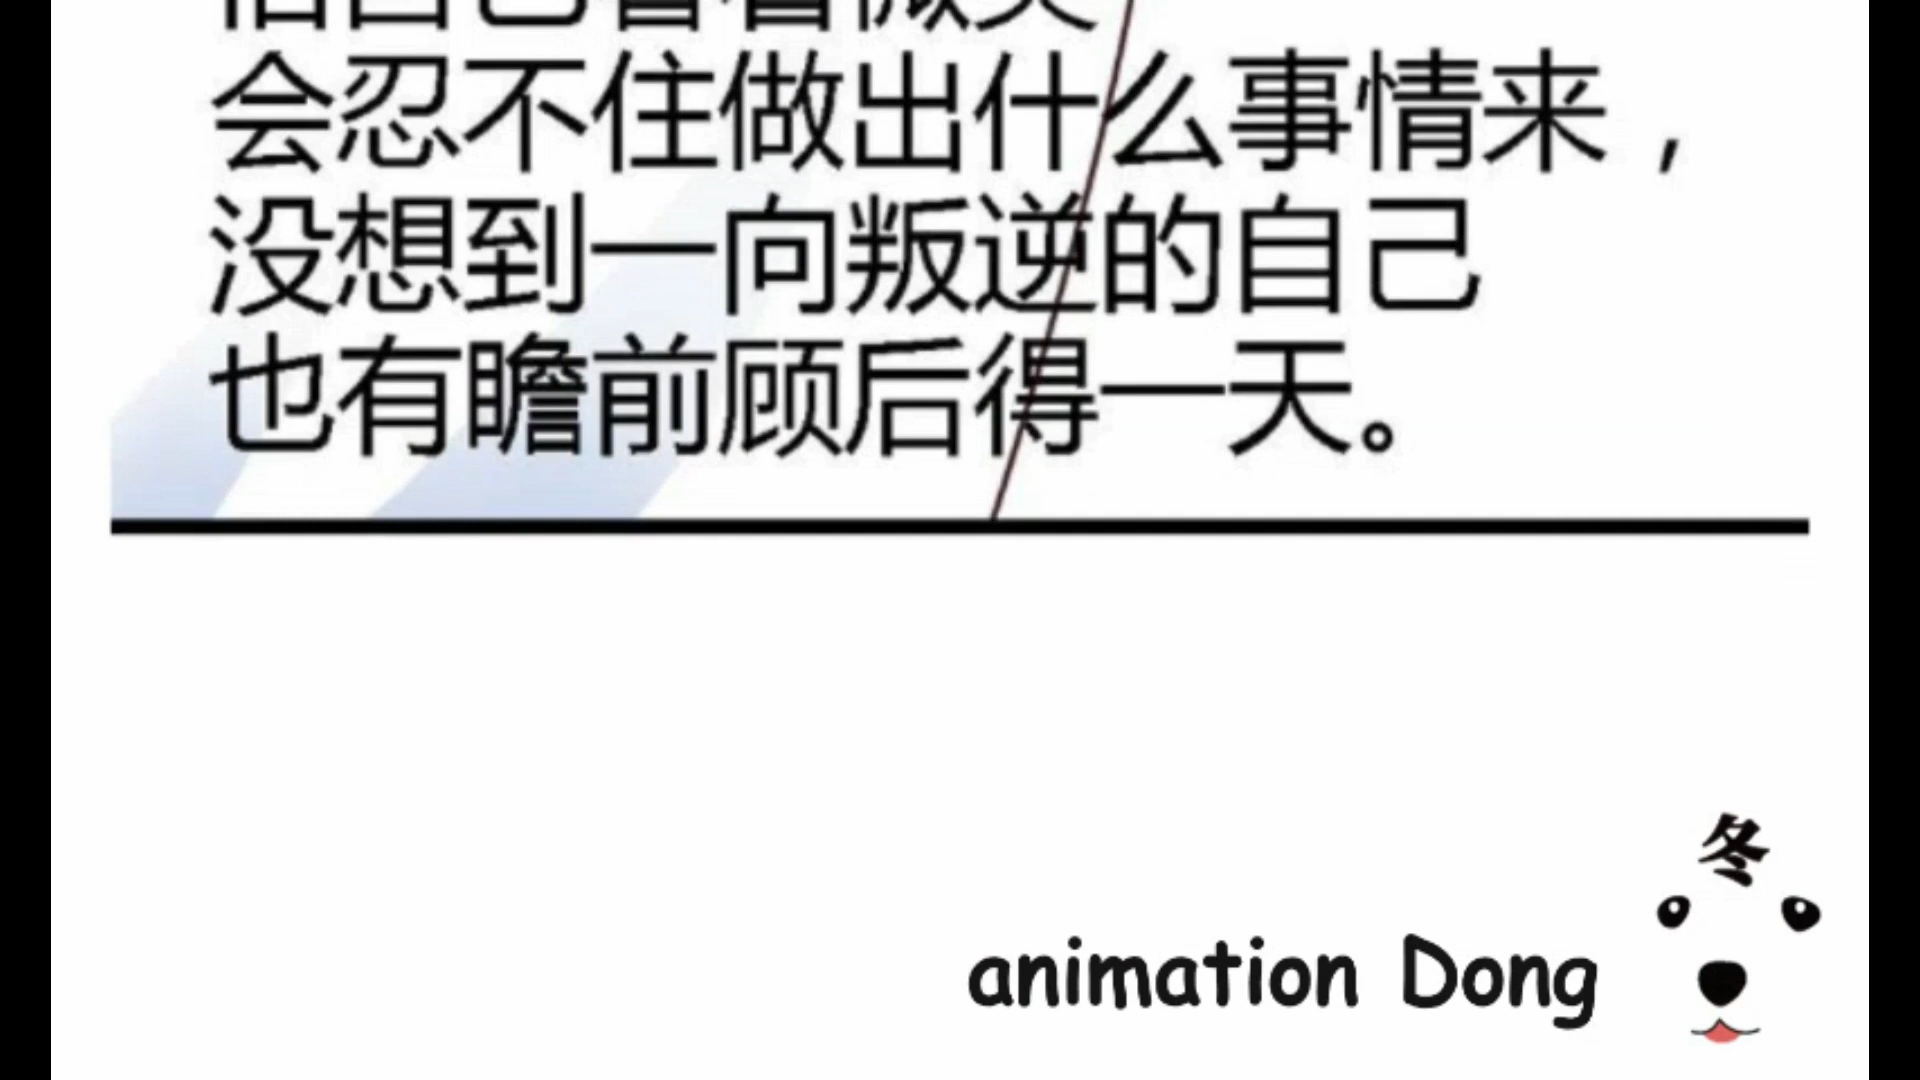 会忍不住做出什么事情来，
没想到一向叛逆的自己
也有瞻前顾后得一天。
冬
animation Dong